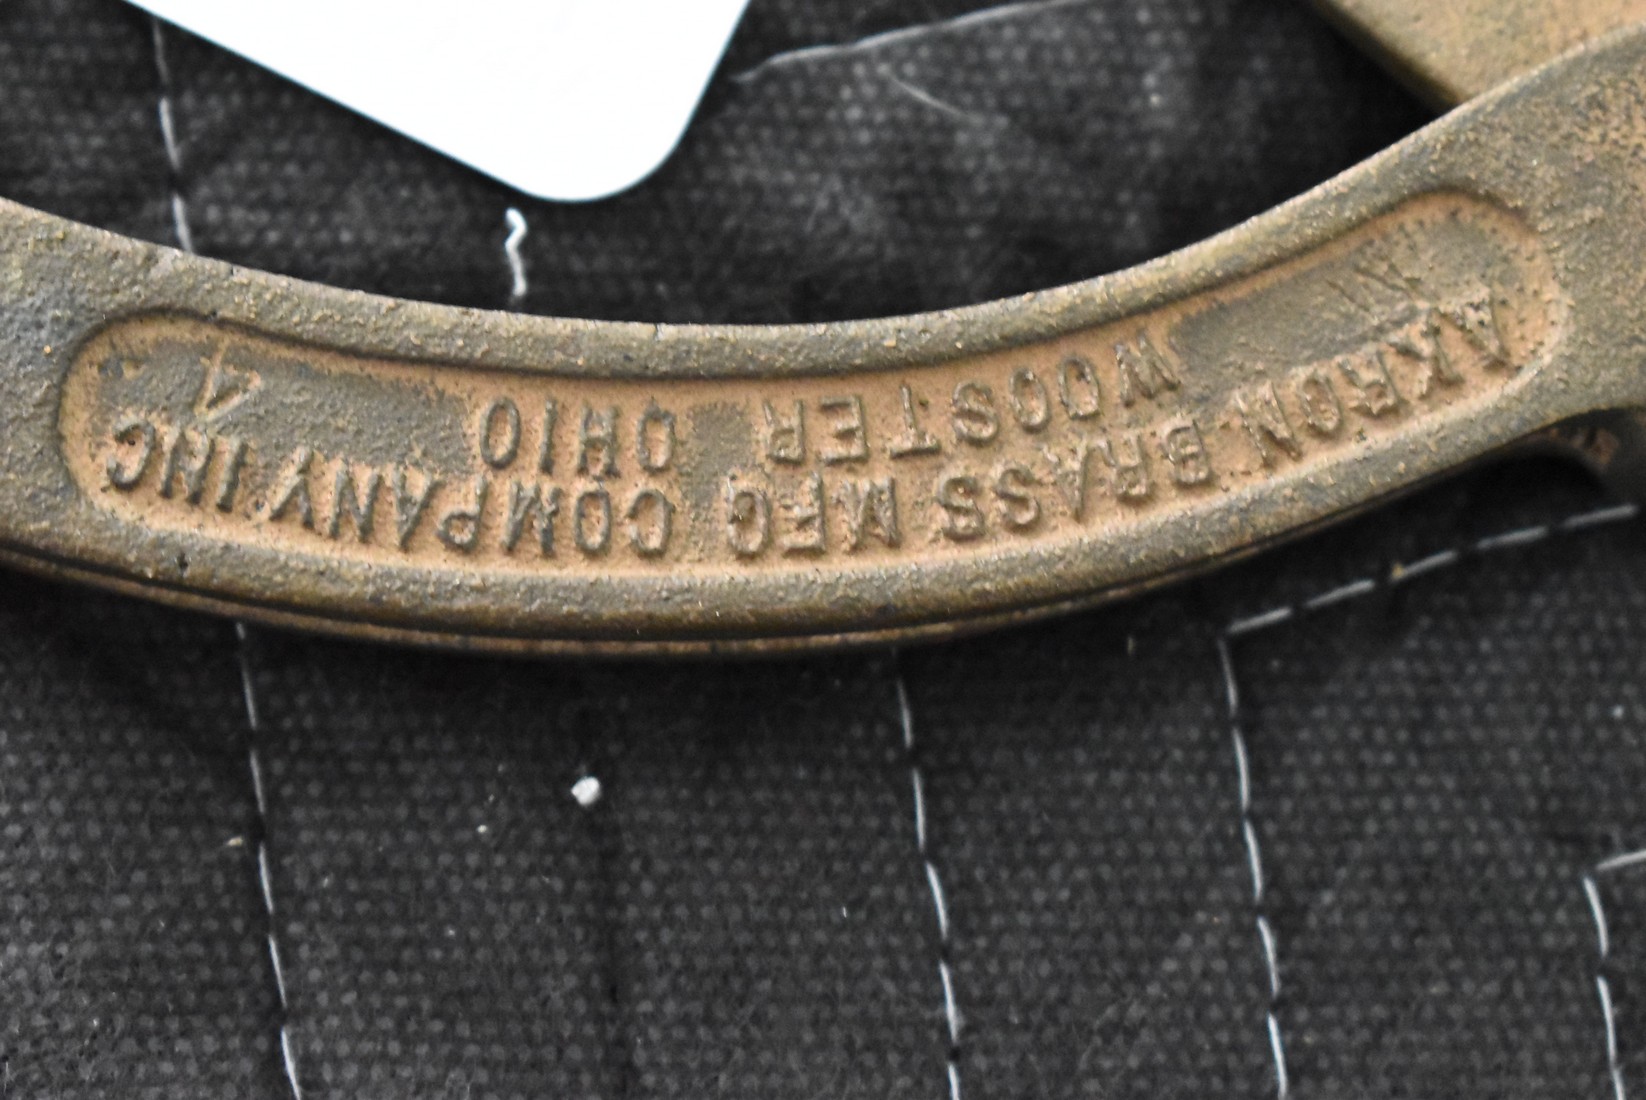 AKRON BRASS MFG COMPANY INC
WOOSTER OHIO
4